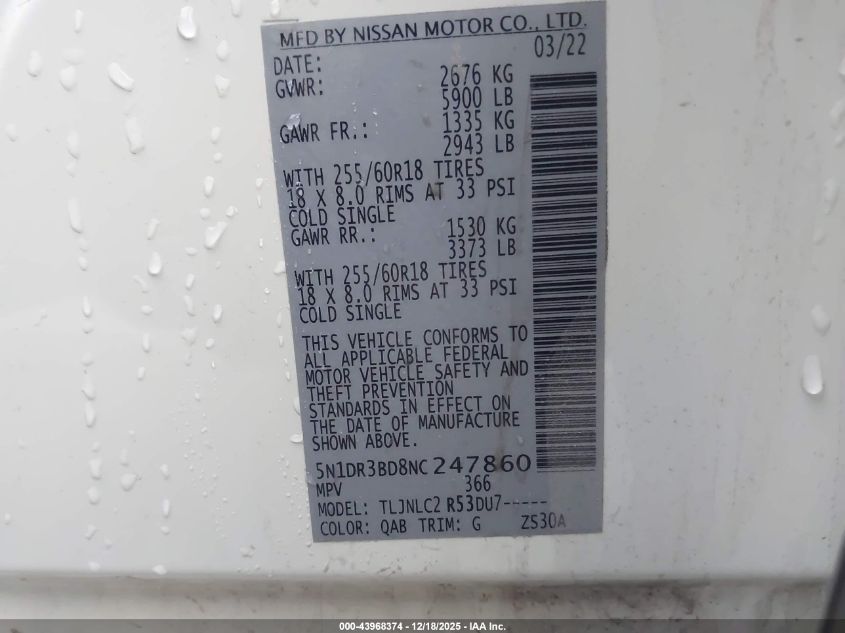 MFD BY NISSAN MOTOR CO., LTD.
DATE: 03/22
GVWR: 2676 KG
5900 LB
GAWR FR.: 1335 KG
2943 LB
WITH 255/60R18 TIRES
18 X 8.0 RIMS AT 33 PSI
COLD SINGLE
GAWR RR.: 1530 KG
3373 LB
WITH 255/60R18 TIRES
18 X 8.0 RIMS AT 33 PSI
COLD SINGLE
THIS VEHICLE CONFORMS TO
ALL APPLICABLE FEDERAL
MOTOR VEHICLE SAFETY AND
THEFT PREVENTION
STANDARDS IN EFFECT ON
THE DATE OF MANUFACTURE
SHOWN ABOVE.
5N1DR3BD8NC247860
MPV 366
MODEL: TLJNLC2 R53DU7-----
COLOR: QAB TRIM: G ZS30A
000-43968374 - 12/18/2025 - IAA Inc.